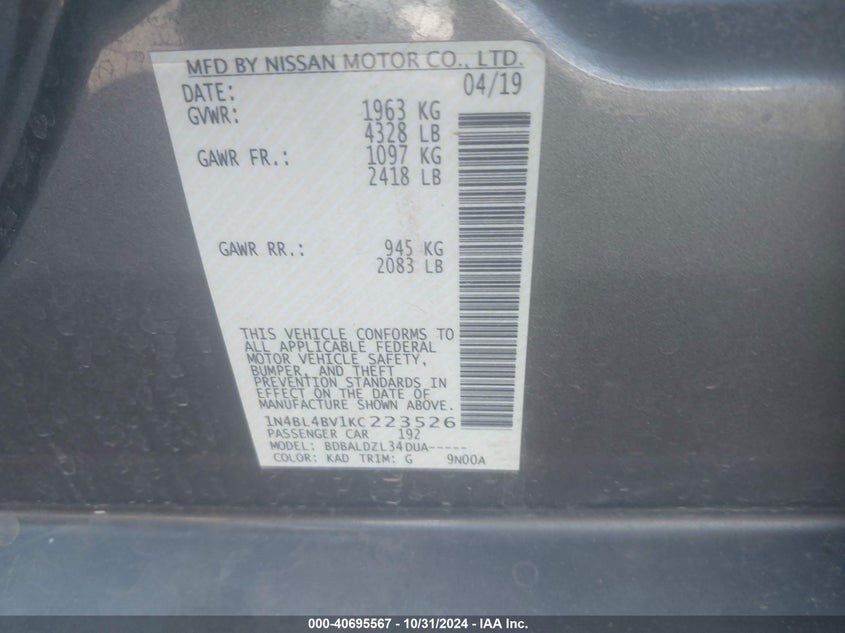 MFD BY NISSAN MOTOR CO., LTD.
DATE: 04/19
GVWR: 1963 KG
4328 LB
GAWR FR.: 1097 KG
2418 LB
GAWR RR.: 945 KG
2083 LB
THIS VEHICLE CONFORMS TO
ALL APPLICABLE FEDERAL
MOTOR VEHICLE SAFETY,
BUMPER, AND THEFT
PREVENTION STANDARDS IN
EFFECT ON THE DATE OF
MANUFACTURE SHOWN ABOVE.
1N4BL4BV1KC223526
PASSENGER CAR 192
MODEL: BDBALDZL34DUA-----
COLOR: KAD TRIM: G 9N00A
000-40695567 - 10/31/2024 - IAA Inc.